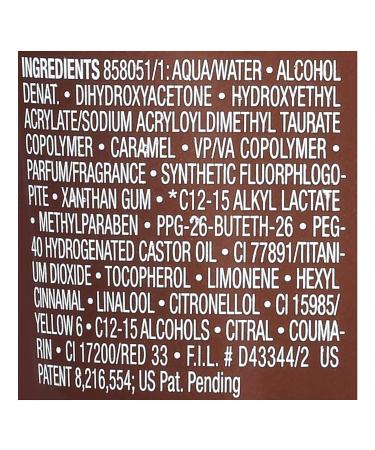 INGREDIENTS 858051/1: AQUA/WATER • ALCOHOL
DENAT. • DIHYDROXYACETONE • HYDROXYETHYL
ACRYLATE/SODIUM ACRYLOYLDIMETHYL TAURATE
COPOLYMER • CARAMEL • VP/VA COPOLYMER •
PARFUM/FRAGRANCE • SYNTHETIC FLUORPHLOGO-
PITE • XANTHAN GUM • *C12-15 ALKYL LACTATE
• METHYLPARABEN • PPG-26-BUTETH-26 • PEG-
40 HYDROGENATED CASTOR OIL • CI 77891/TITANI-
UM DIOXIDE • TOCOPHEROL • LIMONENE • HEXYL
CINNAMAL • LINALOOL • CITRONELLOL • CI 15985/
YELLOW 6 • C12-15 ALCOHOLS • CITRAL • COUMA-
RIN • CI 17200/RED 33 • F.I.L. # D43344/2 US
PATENT 8,216,554; US Pat. Pending